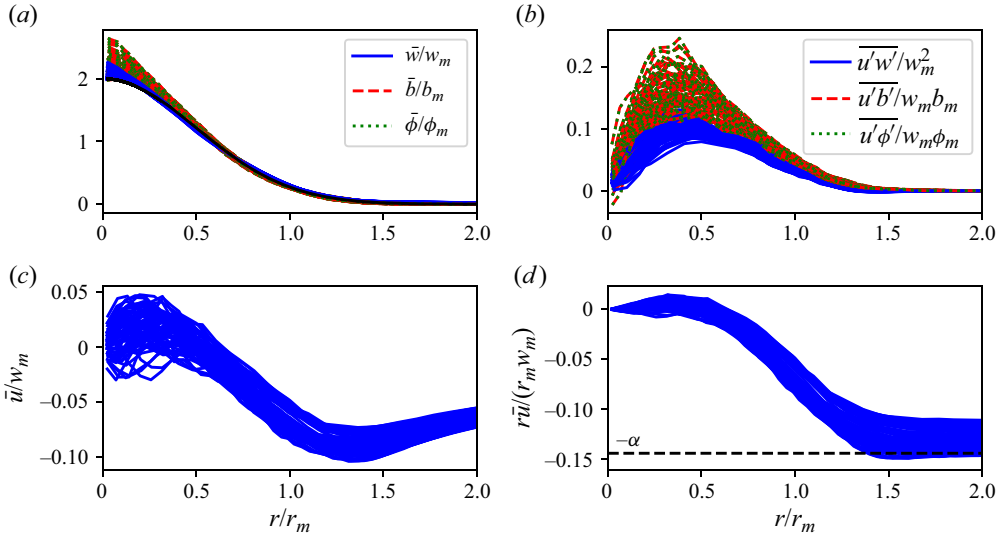 (a)
2
1
0
0
0.5
1.0
1.5
2.0
w̄/w_m
b̄/b_m
ϕ̄/ϕ_m
(b)
0.2
0.1
0
0
0.5
1.0
1.5
2.0
\overline{u′w′}/w_m^2
\overline{u′b′}/w_m b_m
\overline{u′ϕ′}/w_m ϕ_m
(c)
0.05
0
–0.05
–0.10
ū/w_m
0
0.5
1.0
1.5
2.0
r/r_m
(d)
0
–0.05
–0.10
–0.15
rū/(r_m w_m)
–α
0
0.5
1.0
1.5
2.0
r/r_m